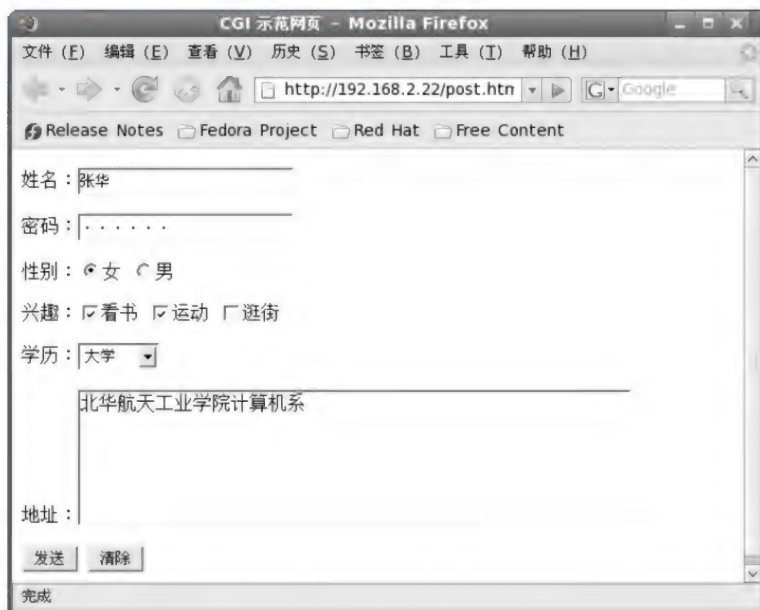 CGI 示范网页 - Mozilla Firefox
文件 (F) 编辑 (E) 查看 (V) 历史 (S) 书签 (B) 工具 (T) 帮助 (H)
http://192.168.2.22/post.htm G Google
Release Notes Fedora Project Red Hat Free Content
姓名：张华
密码：······
性别：女 男
兴趣：看书 运动 逛街
学历：大学
北华航天工业学院计算机系
地址：
发送 清除
完成